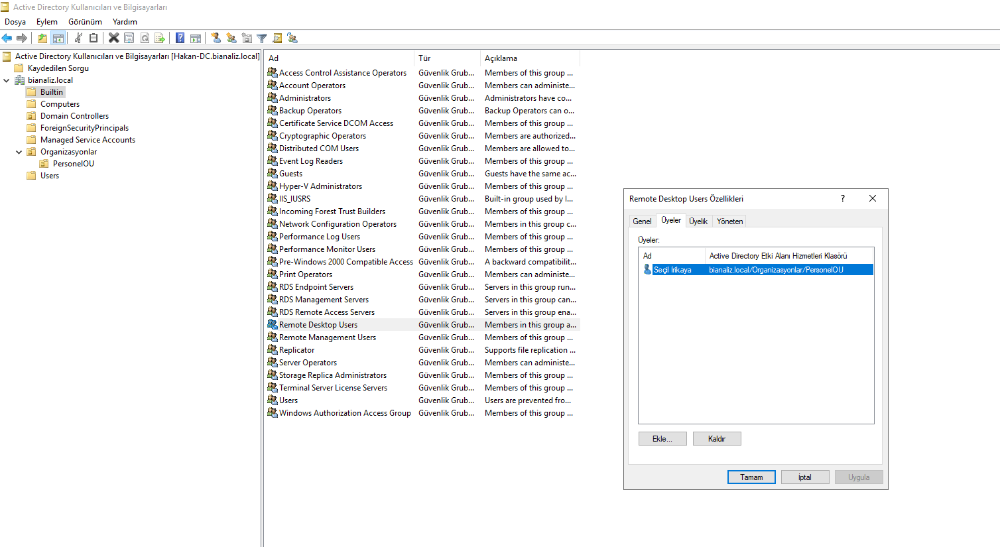 Active Directory Kullanıcıları ve Bilgisayarları
Dosya Eylem Görünüm Yardım
Active Directory Kullanıcıları ve Bilgisayarları [Hakan-DC.bianaliz.local]
Kaydedilen Sorgu
bianaliz.local
Builtin
Computers
Domain Controllers
ForeignSecurityPrincipals
Managed Service Accounts
Organizasyonlar
PersonelOU
Users
Ad Tür Açıklama
Access Control Assistance Operators Güvenlik Grub... Members of this group ...
Account Operators Güvenlik Grub... Members can administe...
Administrators Güvenlik Grub... Administrators have co...
Backup Operators Güvenlik Grub... Backup Operators can o...
Certificate Service DCOM Access Güvenlik Grub... Members of this group ...
Cryptographic Operators Güvenlik Grub... Members are authorized...
Distributed COM Users Güvenlik Grub... Members are allowed to...
Event Log Readers Güvenlik Grub... Members of this group ...
Guests Güvenlik Grub... Guests have the same ac...
Hyper-V Administrators Güvenlik Grub... Members of this group ...
IIS_IUSRS Güvenlik Grub... Built-in group used by I...
Incoming Forest Trust Builders Güvenlik Grub... Members of this group ...
Network Configuration Operators Güvenlik Grub... Members in this group c...
Performance Log Users Güvenlik Grub... Members of this group ...
Performance Monitor Users Güvenlik Grub... Members of this group ...
Pre-Windows 2000 Compatible Access Güvenlik Grub... A backward compatibilit...
Print Operators Güvenlik Grub... Members can administe...
RDS Endpoint Servers Güvenlik Grub... Servers in this group run...
RDS Management Servers Güvenlik Grub... Servers in this group can...
RDS Remote Access Servers Güvenlik Grub... Servers in this group ena...
Remote Desktop Users Güvenlik Grub... Members in this group a...
Remote Management Users Güvenlik Grub... Members of this group ...
Replicator Güvenlik Grub... Supports file replication ...
Server Operators Güvenlik Grub... Members can administe...
Storage Replica Administrators Güvenlik Grub... Members of this group ...
Terminal Server License Servers Güvenlik Grub... Members of this group ...
Users Güvenlik Grub... Users are prevented fro...
Windows Authorization Access Group Güvenlik Grub... Members of this group ...
Remote Desktop Users Özellikleri ?
Genel Üyeler Üyelik Yöneten
Üyeler:
Ad Active Directory Etki Alanı Hizmetleri Klasörü
Seçil İrikaya bianaliz.local/Organizasyonlar/PersonelOU
Ekle... Kaldır
Tamam İptal Uygula